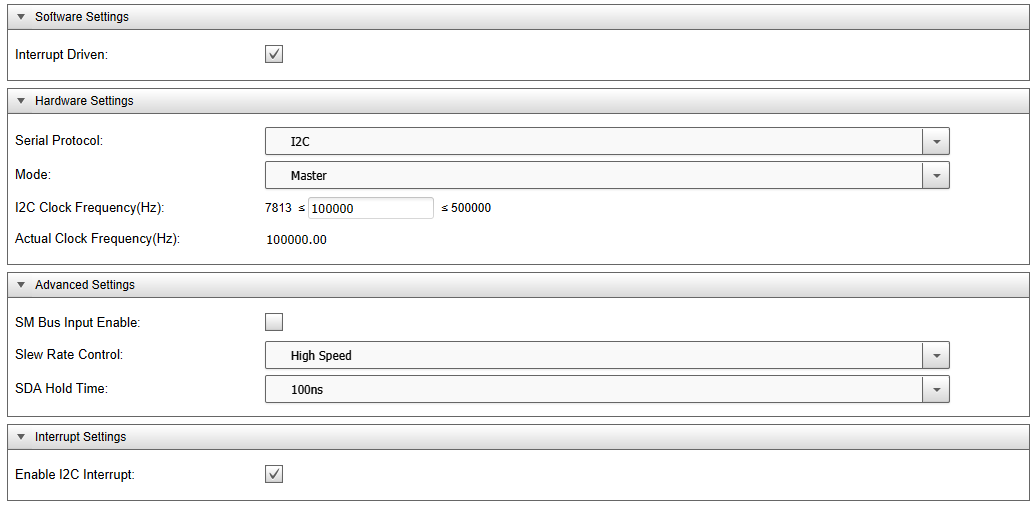 Software Settings
Interrupt Driven:
Hardware Settings
Serial Protocol: I2C
Mode: Master
I2C Clock Frequency(Hz): 7813 ≤ 100000 ≤ 500000
Actual Clock Frequency(Hz): 100000.00
Advanced Settings
SM Bus Input Enable:
Slew Rate Control: High Speed
SDA Hold Time: 100ns
Interrupt Settings
Enable I2C Interrupt: